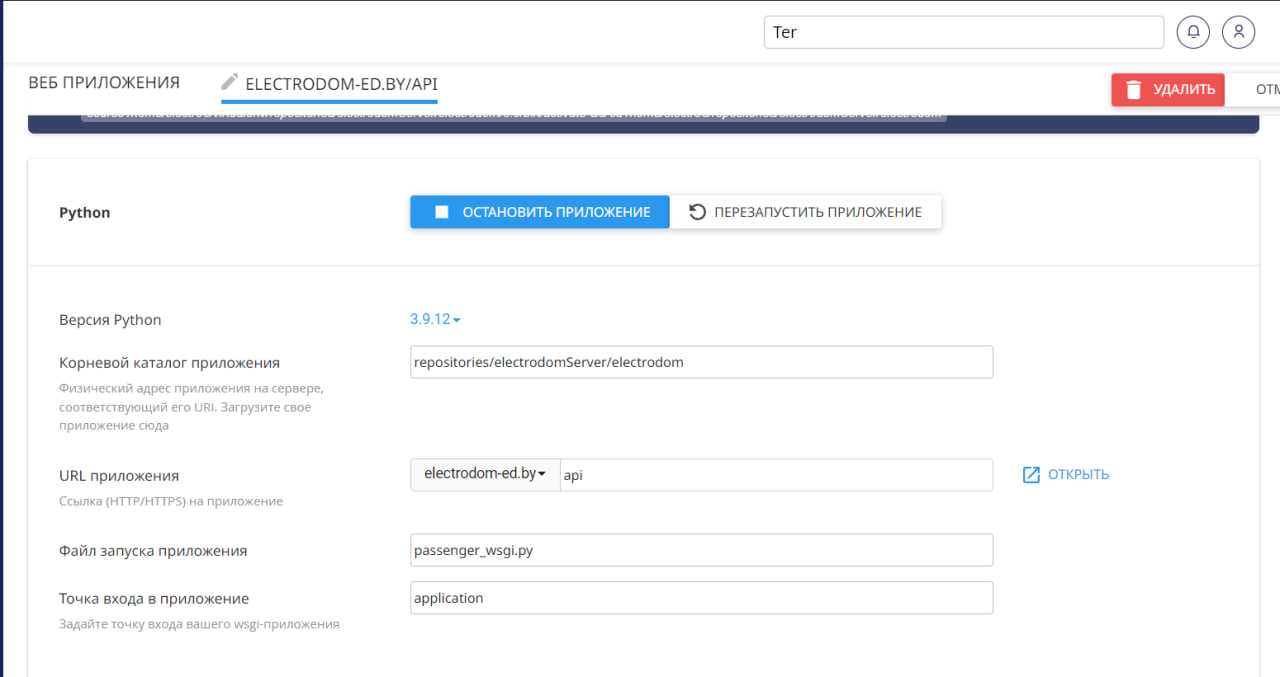 Тег
ВЕБ ПРИЛОЖЕНИЯ
ELECTRODOM-ED.BY/API
УДАЛИТЬ
ОТМ
Python
ОСТАНОВИТЬ ПРИЛОЖЕНИЕ
ПЕРЕЗАПУСТИТЬ ПРИЛОЖЕНИЕ
Версия Python
3.9.12
Корневой каталог приложения
repositories/electrodomServer/electrodom
Физический адрес приложения на сервере,
соответствующий его URI. Загрузите свое
приложение сюда
URL приложения
electrodom-ed.by
api
ОТКРЫТЬ
Ссылка (HTTP/HTTPS) на приложение
Файл запуска приложения
passenger_wsgi.py
Точка входа в приложение
application
Задайте точку входа вашего wsgi-приложения